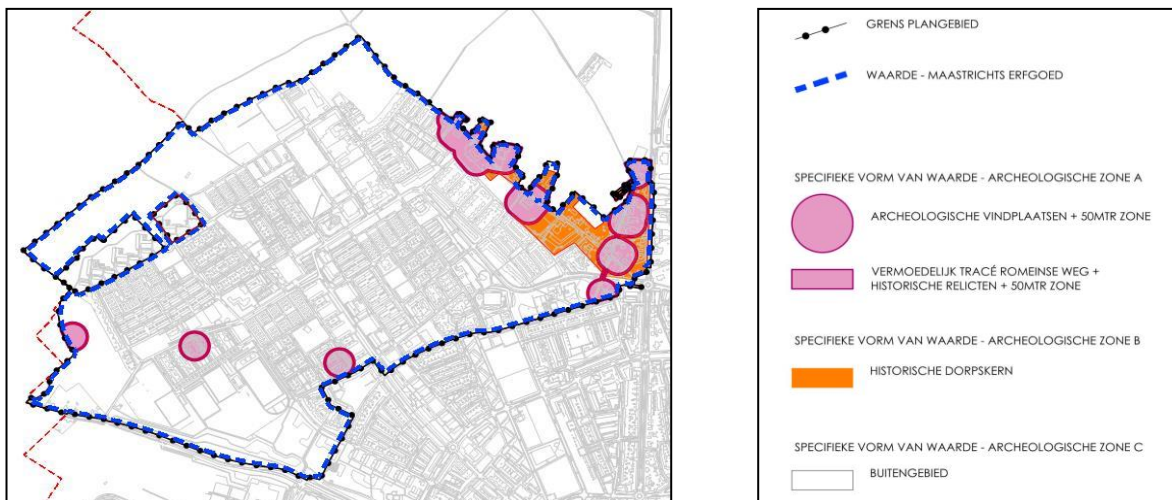 GRENS PLANGEBIED
WAARDE - MAASTRICHTS ERFGOED
SPECIFIEKE VORM VAN WAARDE - ARCHEOLOGISCHE ZONE A
ARCHEOLOGISCHE VINDPLAATSEN + 50MTR ZONE
VERMOEDELIJK TRACÉ ROMEINSE WEG +
HISTORISCHE RELICTEN + 50MTR ZONE
SPECIFIEKE VORM VAN WAARDE - ARCHEOLOGISCHE ZONE B
HISTORISCHE DORPSKERN
SPECIFIEKE VORM VAN WAARDE - ARCHEOLOGISCHE ZONE C
BUITENGEBIED